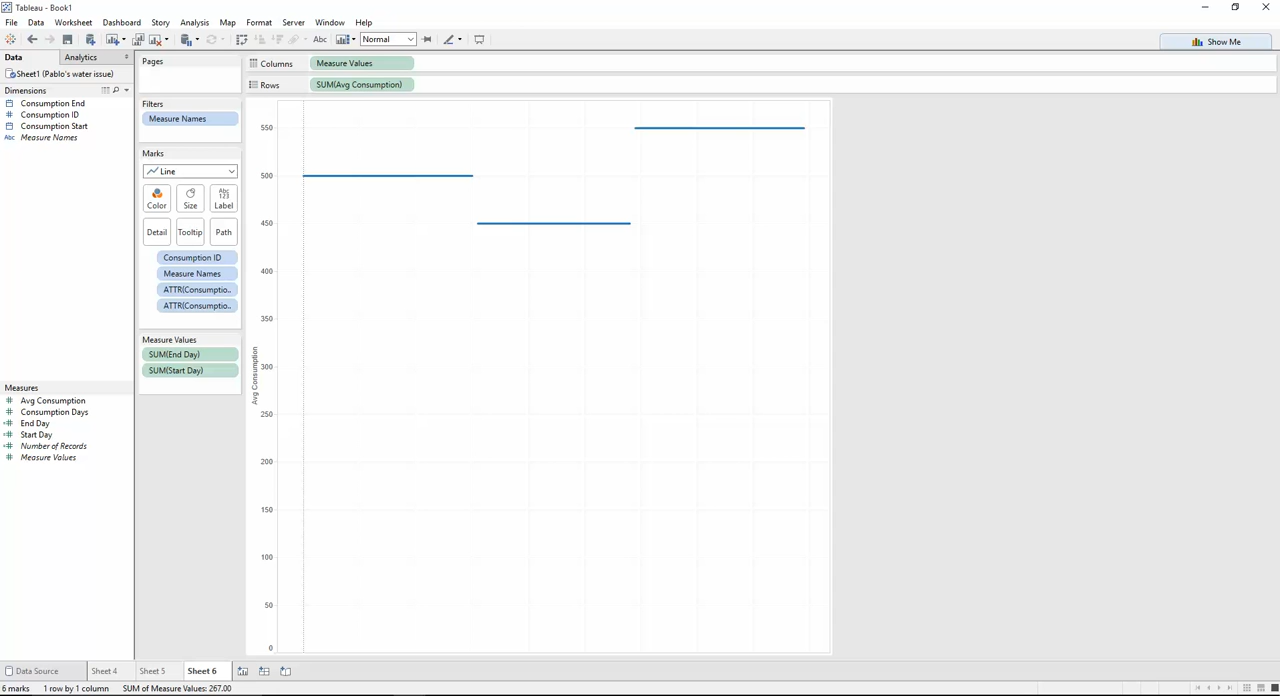 Tableau - Book1
File Data Worksheet Dashboard Story Analysis Map Format Server Window Help
Abc Normal Show Me
Data Analytics
Sheet1 (Pablo's water issue)
Dimensions
Consumption End
# Consumption ID
Consumption Start
Abc Measure Names
Measures
# Avg Consumption
# Consumption Days
=# End Day
=# Start Day
=# Number of Records
# Measure Values
Pages
Filters
Measure Names
Marks
Line
Color Size Abc 123 Label
Detail Tooltip Path
Consumption ID
Measure Names
ATTR(Consumptio..
ATTR(Consumptio..
Measure Values
SUM(End Day)
SUM(Start Day)
Columns Measure Values
Rows SUM(Avg Consumption)
550
500
450
400
350
300
250
200
150
100
50
0
Avg Consumption
Data Source Sheet 4 Sheet 5 Sheet 6
6 marks 1 row by 1 column SUM of Measure Values: 267.00